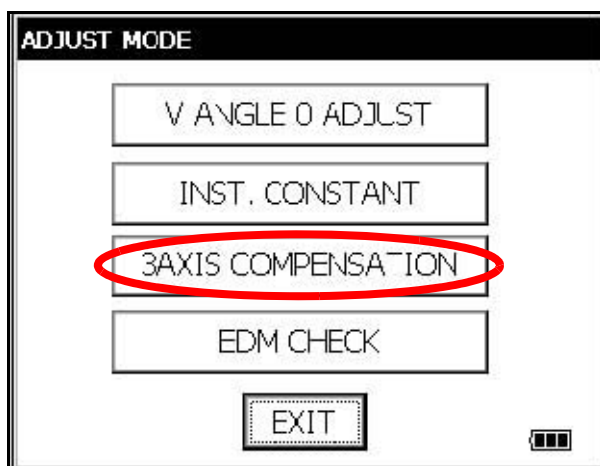 ADJUST MODE
V ANGLE 0 ADJUST
INST. CONSTANT
3AXIS COMPENSATION
EDM CHECK
EXIT